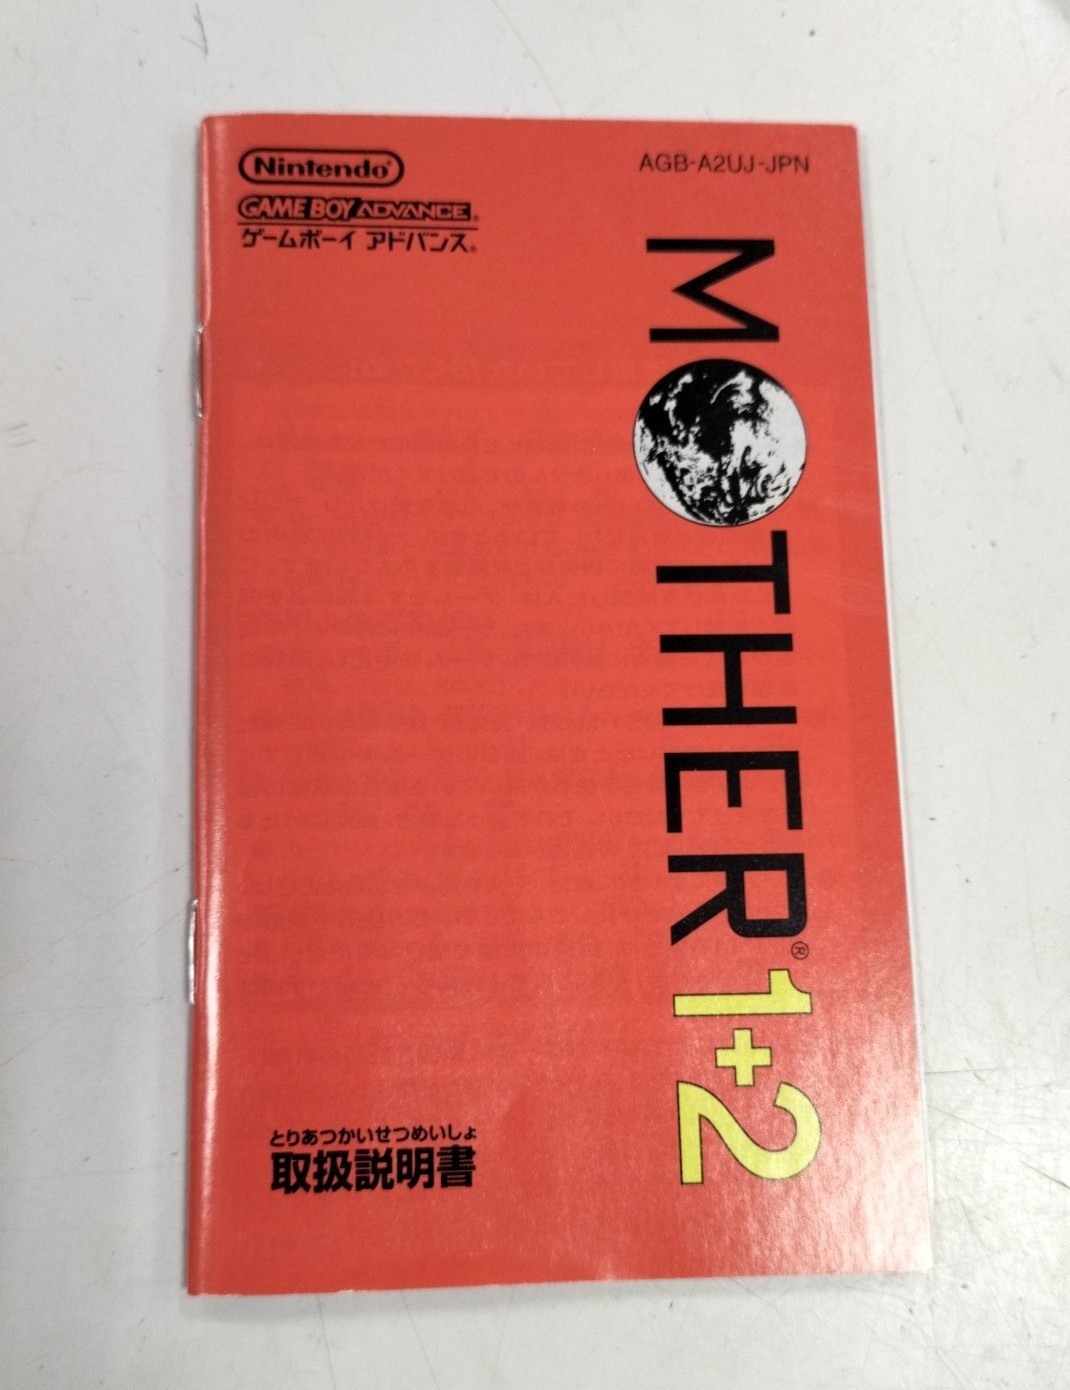 Nintendo®
GAME BOY ADVANCE®
ゲームボーイ アドバンス®
AGB-A2UJ-JPN
MOTHER® 1+2
とりあつかいせつめいしょ
取扱説明書